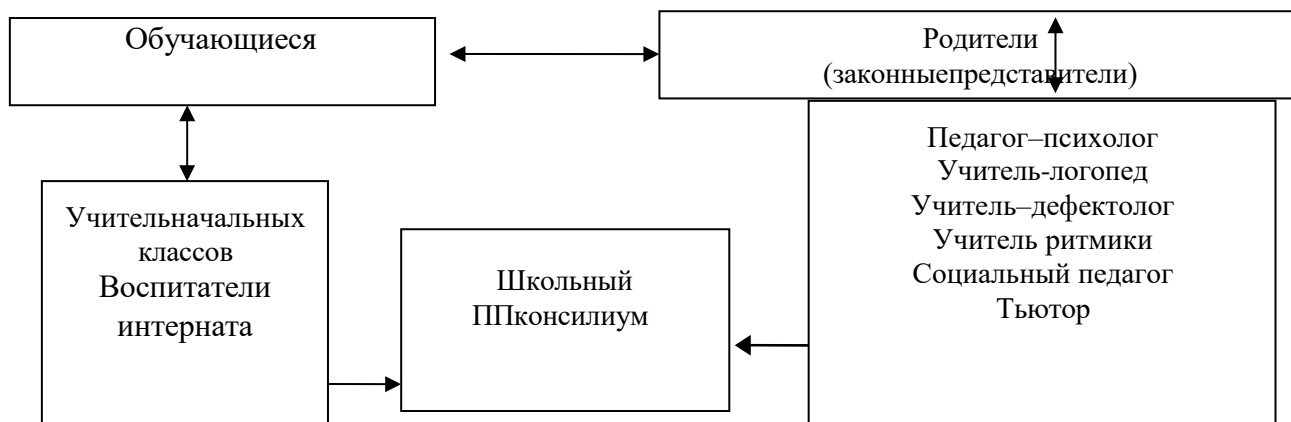 Обучающиеся
Родители
(законныепредставители)
Педагог–психолог
Учитель-логопед
Учитель–дефектолог
Учитель ритмики
Социальный педагог
Тьютор
Учительначальных
классов
Воспитатели
интерната
Школьный
ППконсилиум